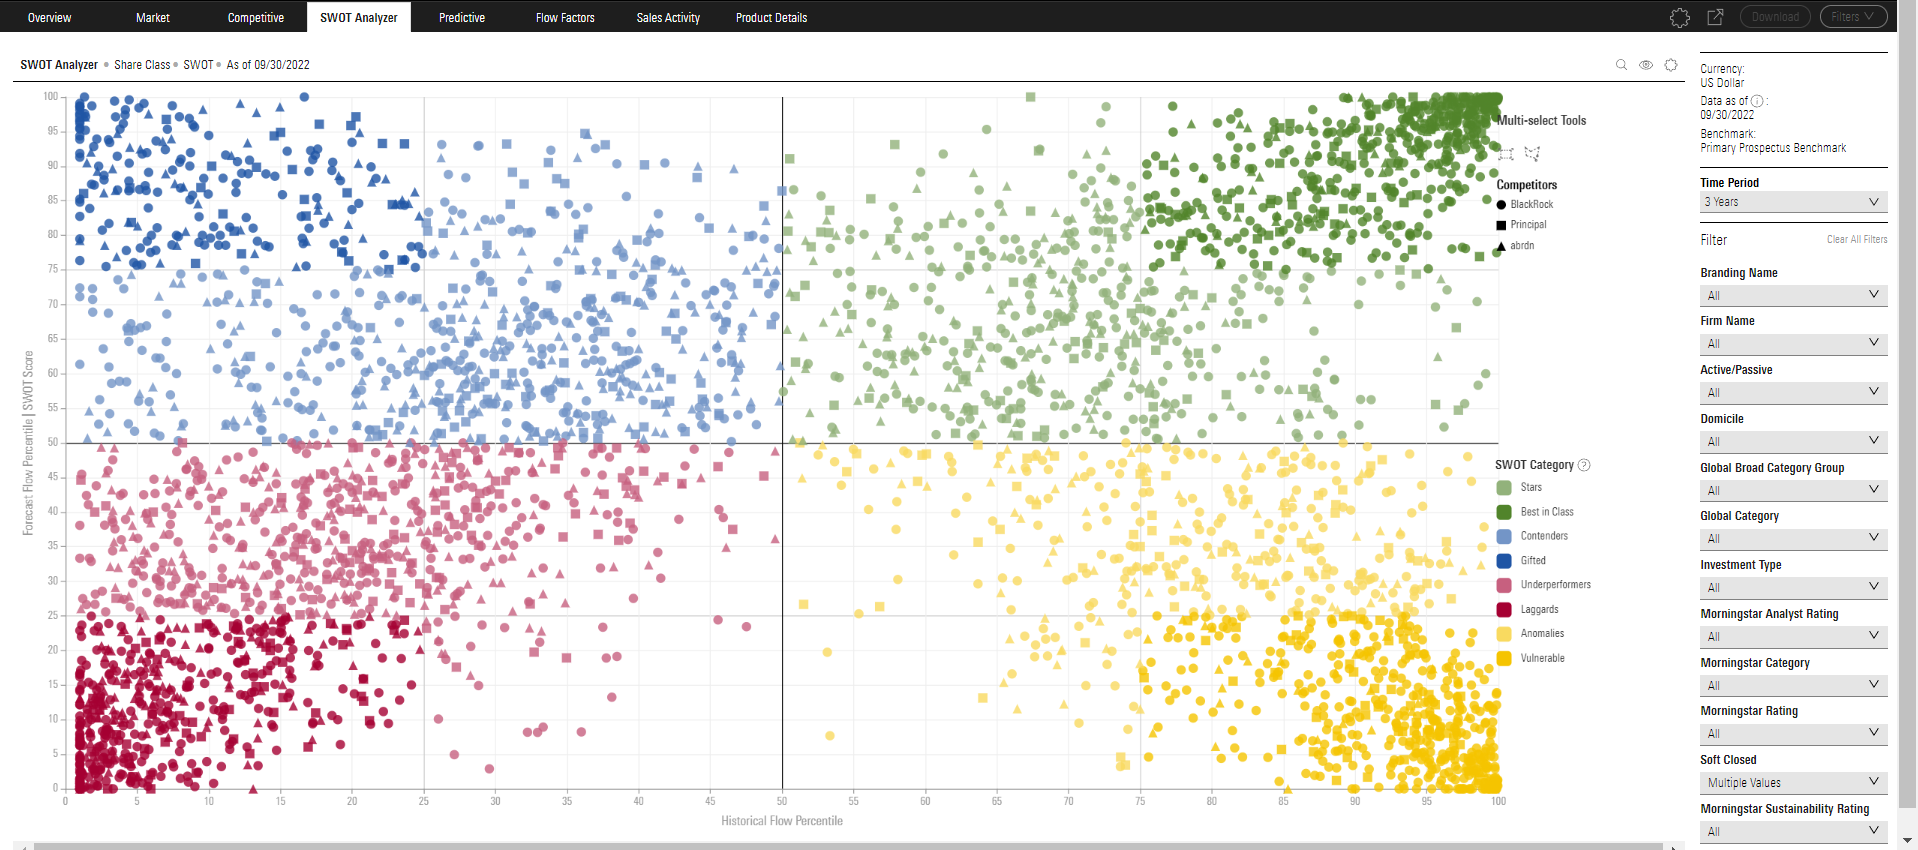 Overview Market Competitive SWOT Analyzer Predictive Flow Factors Sales Activity Product Details Download Filters
SWOT Analyzer • Share Class • SWOT • As of 09/30/2022
100
95
90
85
80
75
70
65
60
55
50
45
40
35
30
25
20
15
10
5
0
Forecast Flow Percentile | SWOT Score
0 5 10 15 20 25 30 35 40 45 50 55 60 65 70 75 80 85 90 95 100
Historical Flow Percentile
Multi-select Tools
Competitors
BlackRock
Principal
abrdn
SWOT Category ?
Stars
Best in Class
Contenders
Gifted
Underperformers
Laggards
Anomalies
Vulnerable
Currency:
US Dollar
Data as of i :
09/30/2022
Benchmark:
Primary Prospectus Benchmark
Time Period
3 Years
Filter Clear All Filters
Branding Name
All
Firm Name
All
Active/Passive
All
Domicile
All
Global Broad Category Group
All
Global Category
All
Investment Type
All
Morningstar Analyst Rating
All
Morningstar Category
All
Morningstar Rating
All
Soft Closed
Multiple Values
Morningstar Sustainability Rating
All